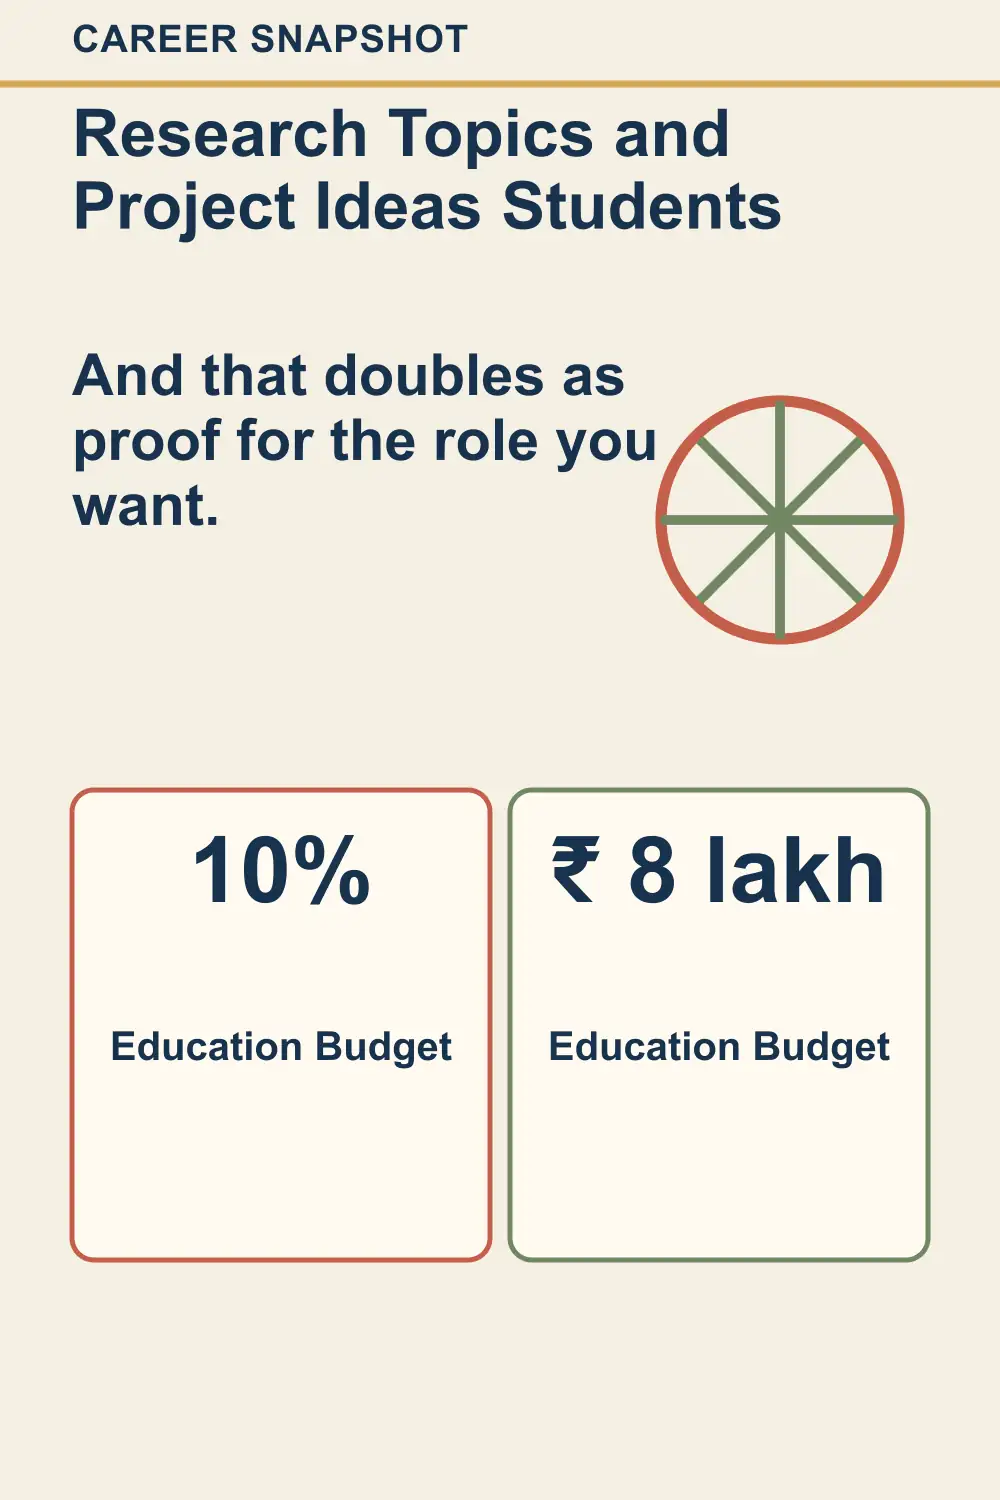 CAREER SNAPSHOT
Research Topics and
Project Ideas Students
And that doubles as
proof for the role you
want.
10%
Education Budget
₹ 8 lakh
Education Budget